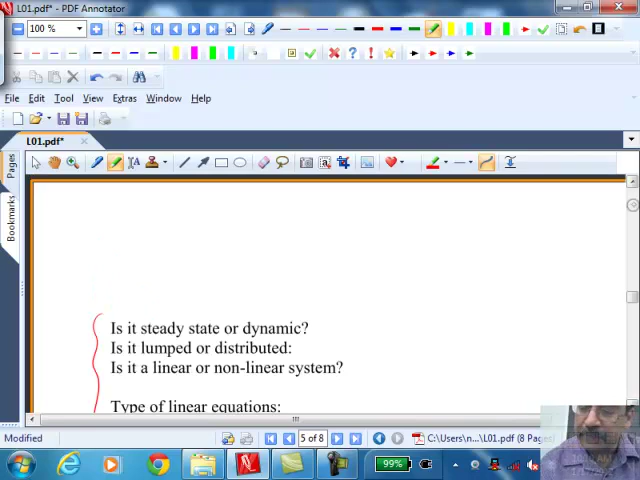 L01.pdf* - PDF Annotator
100 %
File Edit Tool View Extras Window Help
L01.pdf*
Pages
Bookmarks
Is it steady state or dynamic?
Is it lumped or distributed:
Is it a linear or non-linear system?
Type of linear equations:
Modified
5 of 8
C:\Users\n...\L01.pdf (8 Pages)
99%